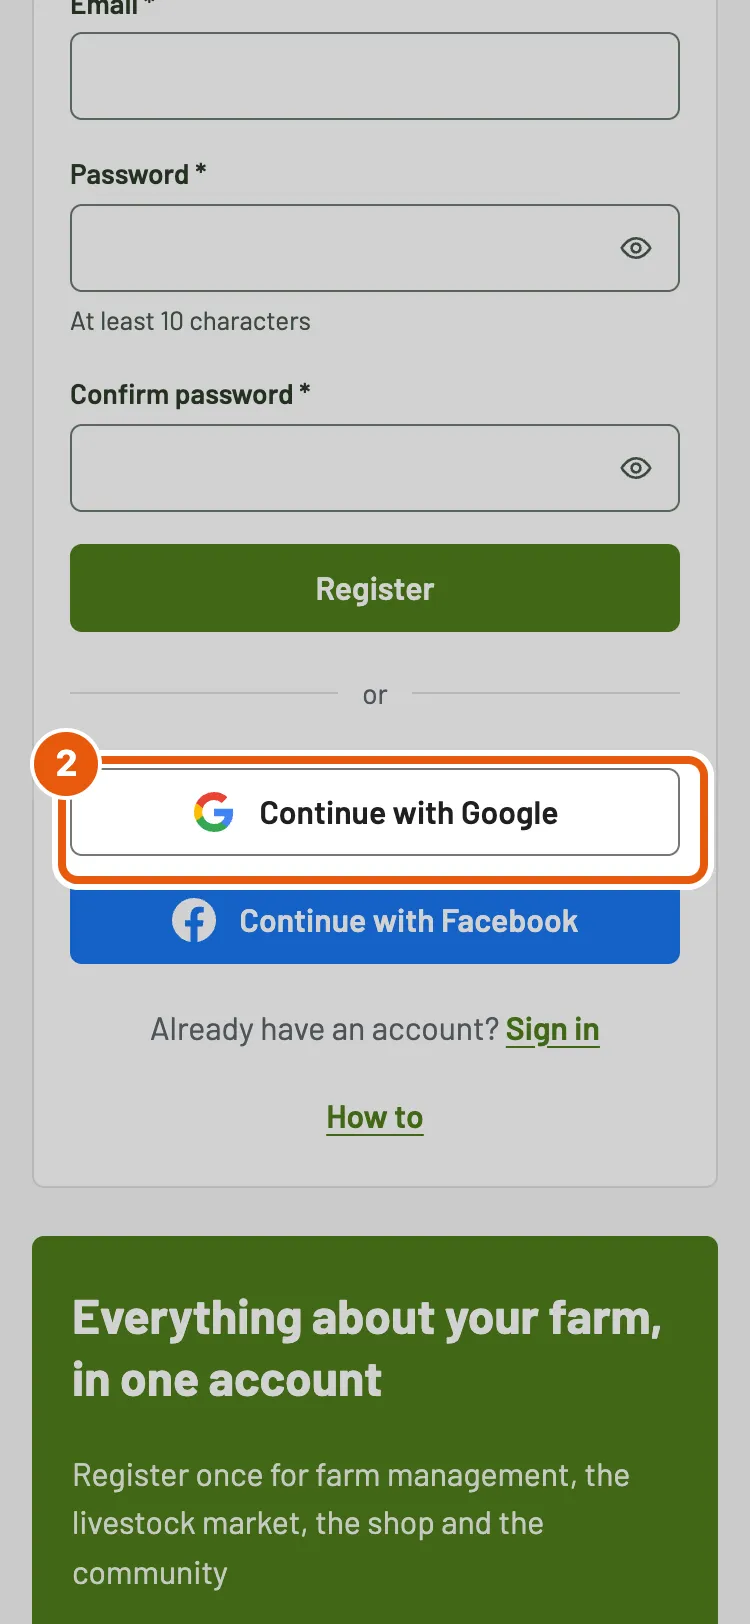 Email *
Password *
At least 10 characters
Confirm password *
Register
or
2
Continue with Google
Continue with Facebook
Already have an account? Sign in
How to
Everything about your farm,
in one account
Register once for farm management, the
livestock market, the shop and the
community